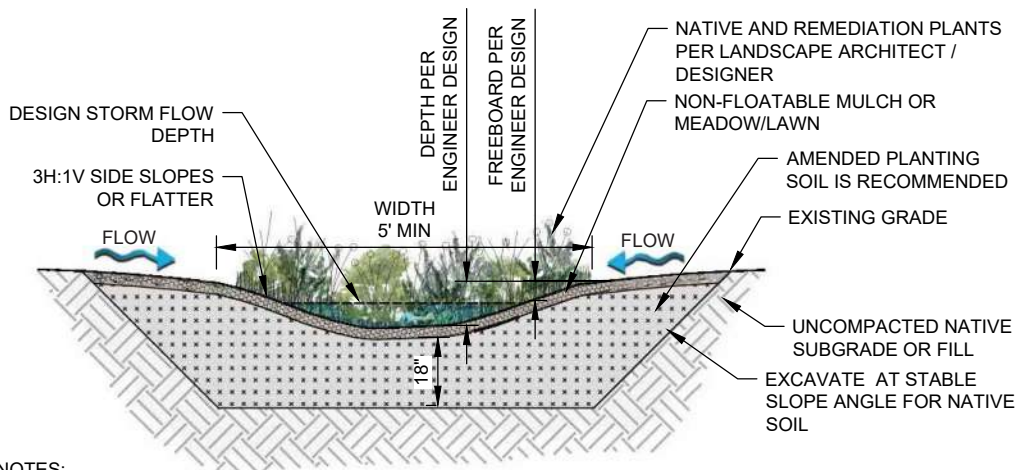 NATIVE AND REMEDIATION PLANTS
PER LANDSCAPE ARCHITECT /
DESIGNER
NON-FLOATABLE MULCH OR
MEADOW/LAWN
DEPTH PER
ENGINEER DESIGN
FREEBOARD PER
ENGINEER DESIGN
DESIGN STORM FLOW
DEPTH
AMENDED PLANTING
SOIL IS RECOMMENDED
3H:1V SIDE SLOPES
OR FLATTER
WIDTH
5' MIN
EXISTING GRADE
FLOW
FLOW
UNCOMPACTED NATIVE
SUBGRADE OR FILL
18"
EXCAVATE AT STABLE
SLOPE ANGLE FOR NATIVE
SOIL
NOTES: